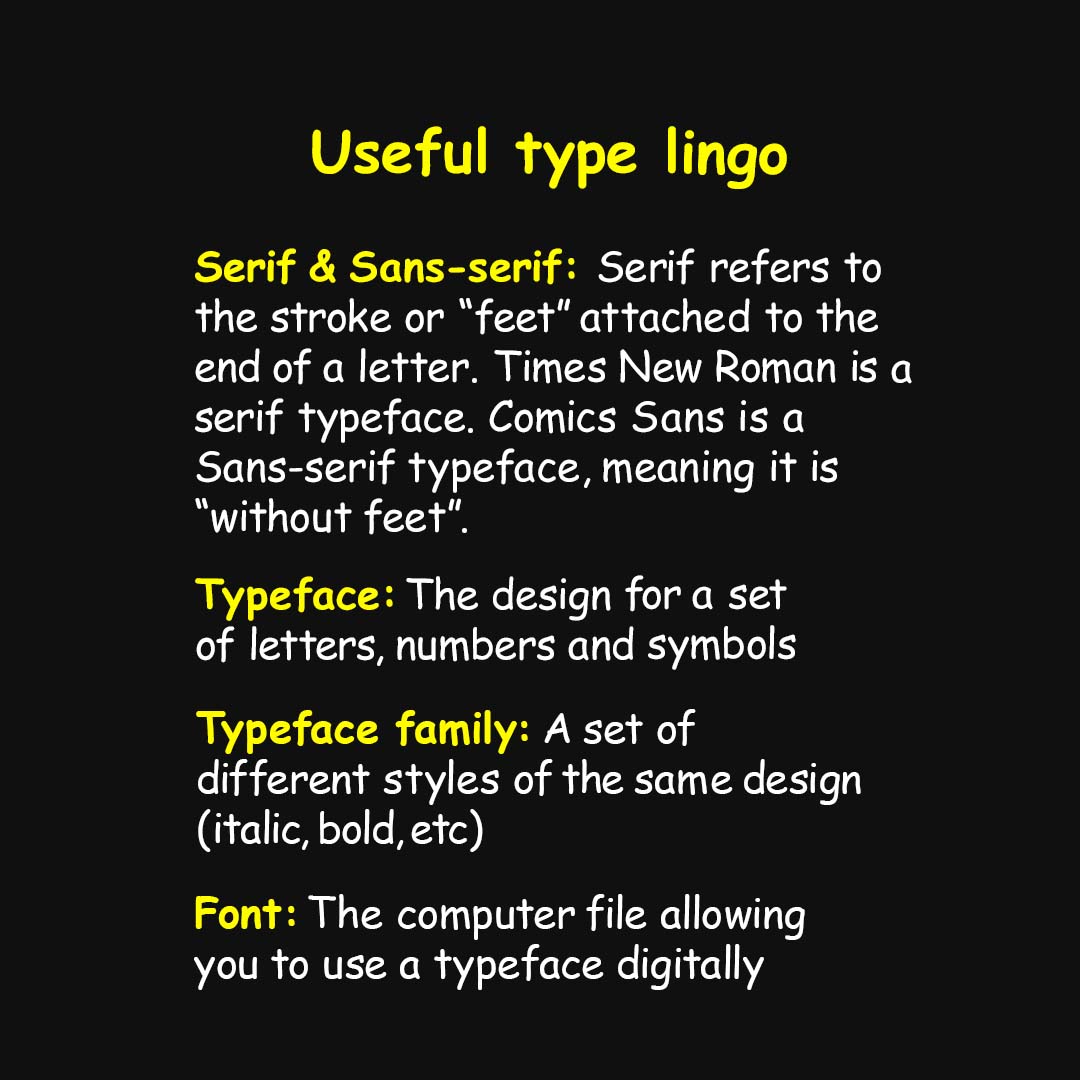 Useful type lingo
Serif & Sans-serif: Serif refers to
the stroke or “feet” attached to the
end of a letter. Times New Roman is a
serif typeface. Comics Sans is a
Sans-serif typeface, meaning it is
“without feet”.
Typeface: The design for a set
of letters, numbers and symbols
Typeface family: A set of
different styles of the same design
(italic, bold, etc)
Font: The computer file allowing
you to use a typeface digitally